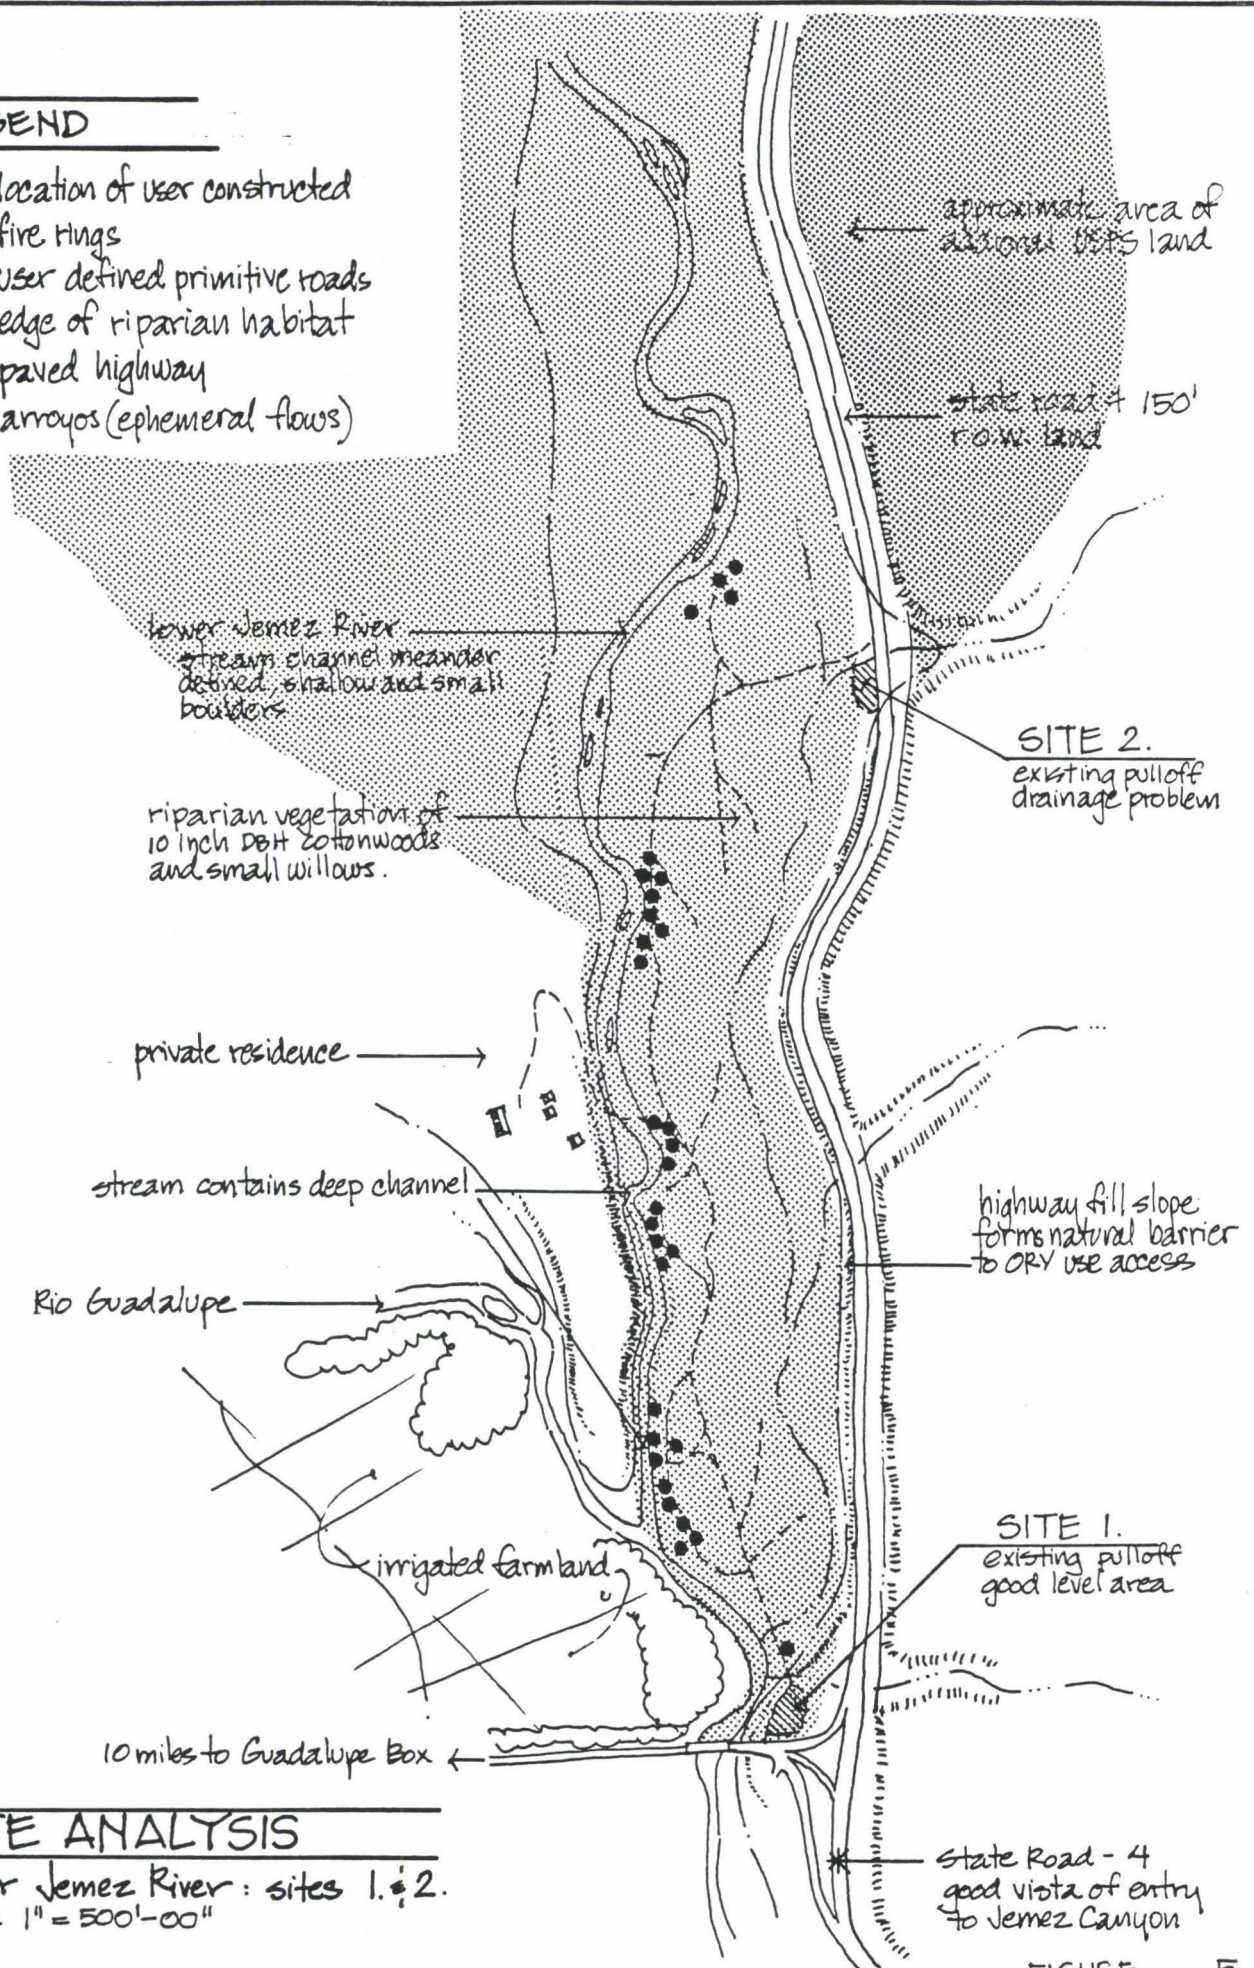 GEND
location of user constructed
fire rings
user defined primitive roads
edge of riparian habitat
paved highway
arroyos (ephemeral flows)
approximate area of
land
state road 4 150'
r.o.w. land
lower Jemez River
stream channel meander
defined, shallow and small
boulders
SITE 2.
existing pulloff
drainage problem
riparian vegetation of
10 inch DBH cottonwoods
and small willows.
private residence
stream contains deep channel
highway fill slope
forms natural barrier
to ORV use access
Rio Guadalupe
SITE 1.
existing pulloff
good level area
irrigated farmland
10 miles to Guadalupe Box
TE ANALYSIS
r Jemez River: sites 1. & 2.
1" = 500'-00"
State Road - 4
good vista of entry
to Jemez Canyon
FIGURE